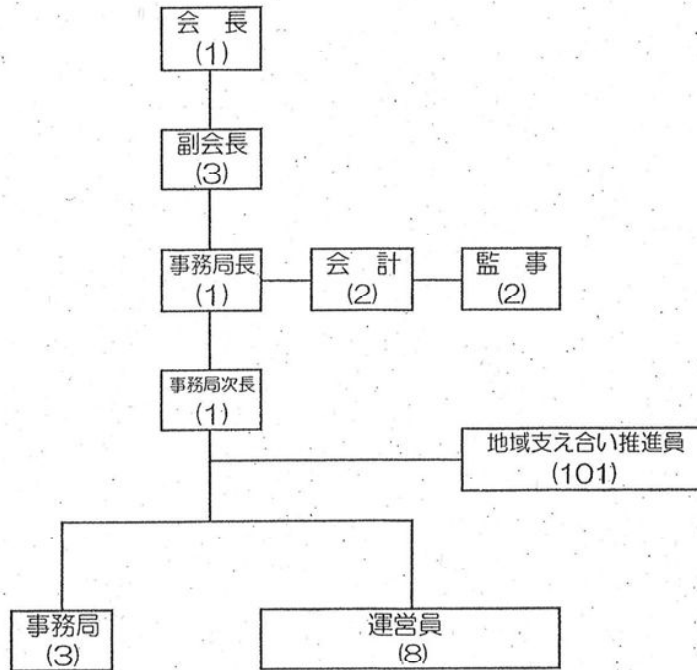 会 長
(1)
副会長
(3)
事務局長
(1)
会 計
(2)
監 事
(2)
事務局次長
(1)
地域支え合い推進員
(101)
事務局
(3)
運営員
(8)